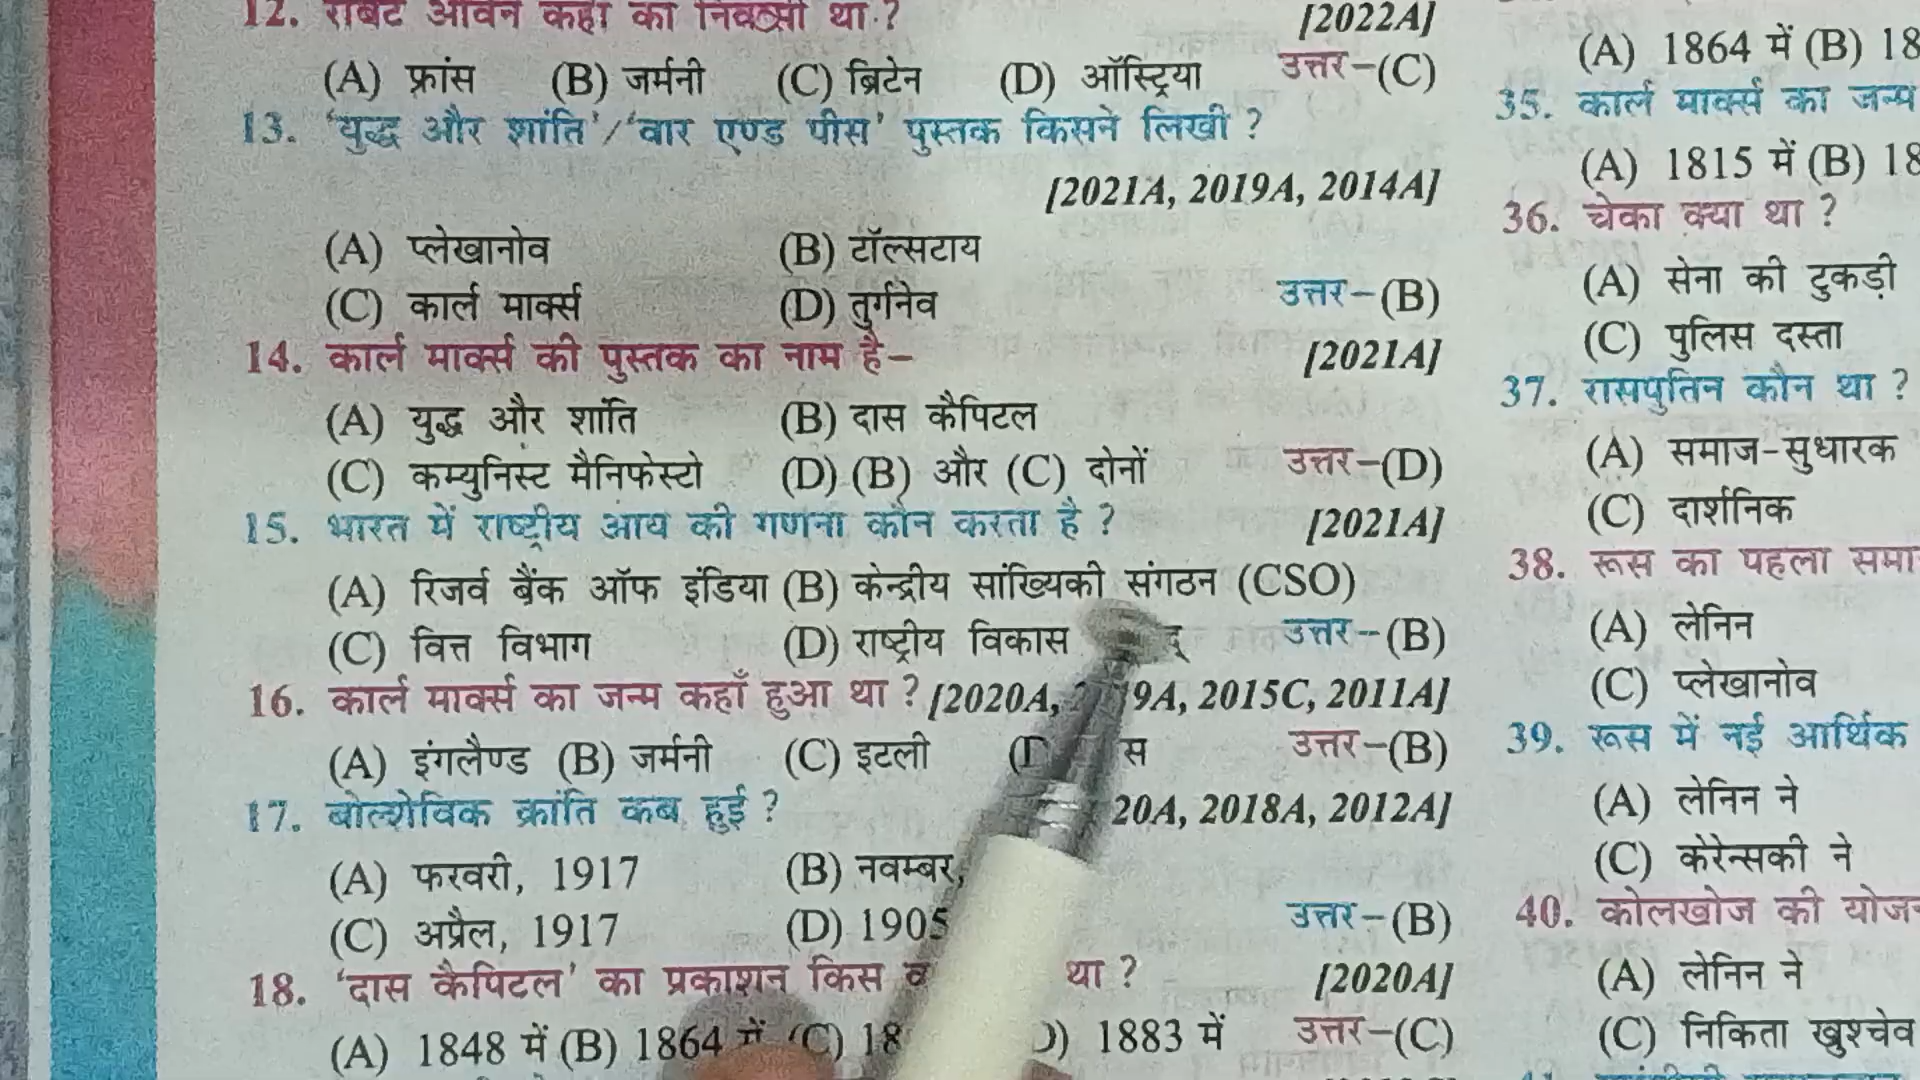 12. राबर्ट ओवन कहाँ का निवासी था ? [2022A]
(A) फ्रांस (B) जर्मनी (C) ब्रिटेन (D) ऑस्ट्रिया उत्तर–(C)
13. 'युद्ध और शांति'/'वार एण्ड पीस' पुस्तक किसने लिखी ?
[2021A, 2019A, 2014A]
(A) प्लेखानोव (B) टॉल्सटाय
(C) कार्ल मार्क्स (D) तुर्गनेव उत्तर–(B)
14. कार्ल मार्क्स की पुस्तक का नाम है– [2021A]
(A) युद्ध और शांति (B) दास कैपिटल
(C) कम्युनिस्ट मैनिफेस्टो (D) (B) और (C) दोनों उत्तर–(D)
15. भारत में राष्ट्रीय आय की गणना कौन करता है ? [2021A]
(A) रिजर्व बैंक ऑफ इंडिया (B) केन्द्रीय सांख्यिकी संगठन (CSO)
(C) वित्त विभाग (D) राष्ट्रीय विकास उत्तर–(B)
16. कार्ल मार्क्स का जन्म कहाँ हुआ था ? [2020A, 9A, 2015C, 2011A]
(A) इंगलैण्ड (B) जर्मनी (C) इटली स उत्तर–(B)
17. बोल्शेविक क्रांति कब हुई ? 20A, 2018A, 2012A]
(A) फरवरी, 1917 (B) नवम्बर,
(C) अप्रैल, 1917 (D) 1905 उत्तर–(B)
18. 'दास कैपिटल' का प्रकाशन किस व था ? [2020A]
(A) 1848 में (B) 1864 में (C) 18 D) 1883 में उत्तर–(C)
(A) 1864 में (B) 18
35. कार्ल मार्क्स का जन्म
(A) 1815 में (B) 18
36. चेका क्या था ?
(A) सेना की टुकड़ी
(C) पुलिस दस्ता
37. रासपुतिन कौन था ?
(A) समाज-सुधारक
(C) दार्शनिक
38. रूस का पहला समा
(A) लेनिन
(C) प्लेखानोव
39. रूस में नई आर्थिक
(A) लेनिन ने
(C) केरेन्सकी ने
40. कोलखोज की योज
(A) लेनिन ने
(C) निकिता खुश्चेव